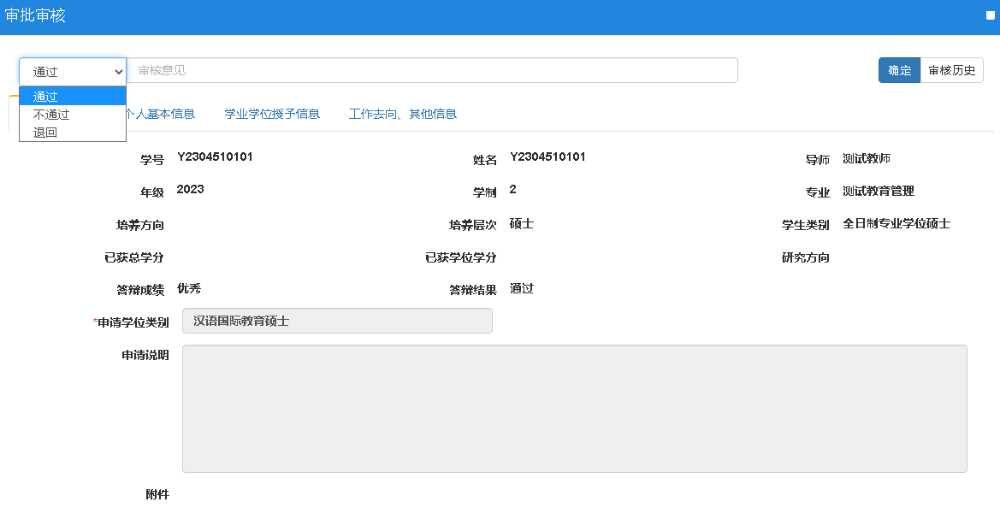 审批审核
通过 审核意见 确定 审核历史
通过
不通过 个人基本信息 学业学位授予信息 工作去向、其他信息
退回
学号 Y2304510101 姓名 Y2304510101 导师 测试教师
年级 2023 学制 2 专业 测试教育管理
培养方向 培养层次 硕士 学生类别 全日制专业学位硕士
已获总学分 已获学位学分 研究方向
答辩成绩 优秀 答辩结果 通过
*申请学位类别 汉语国际教育硕士
申请说明
附件